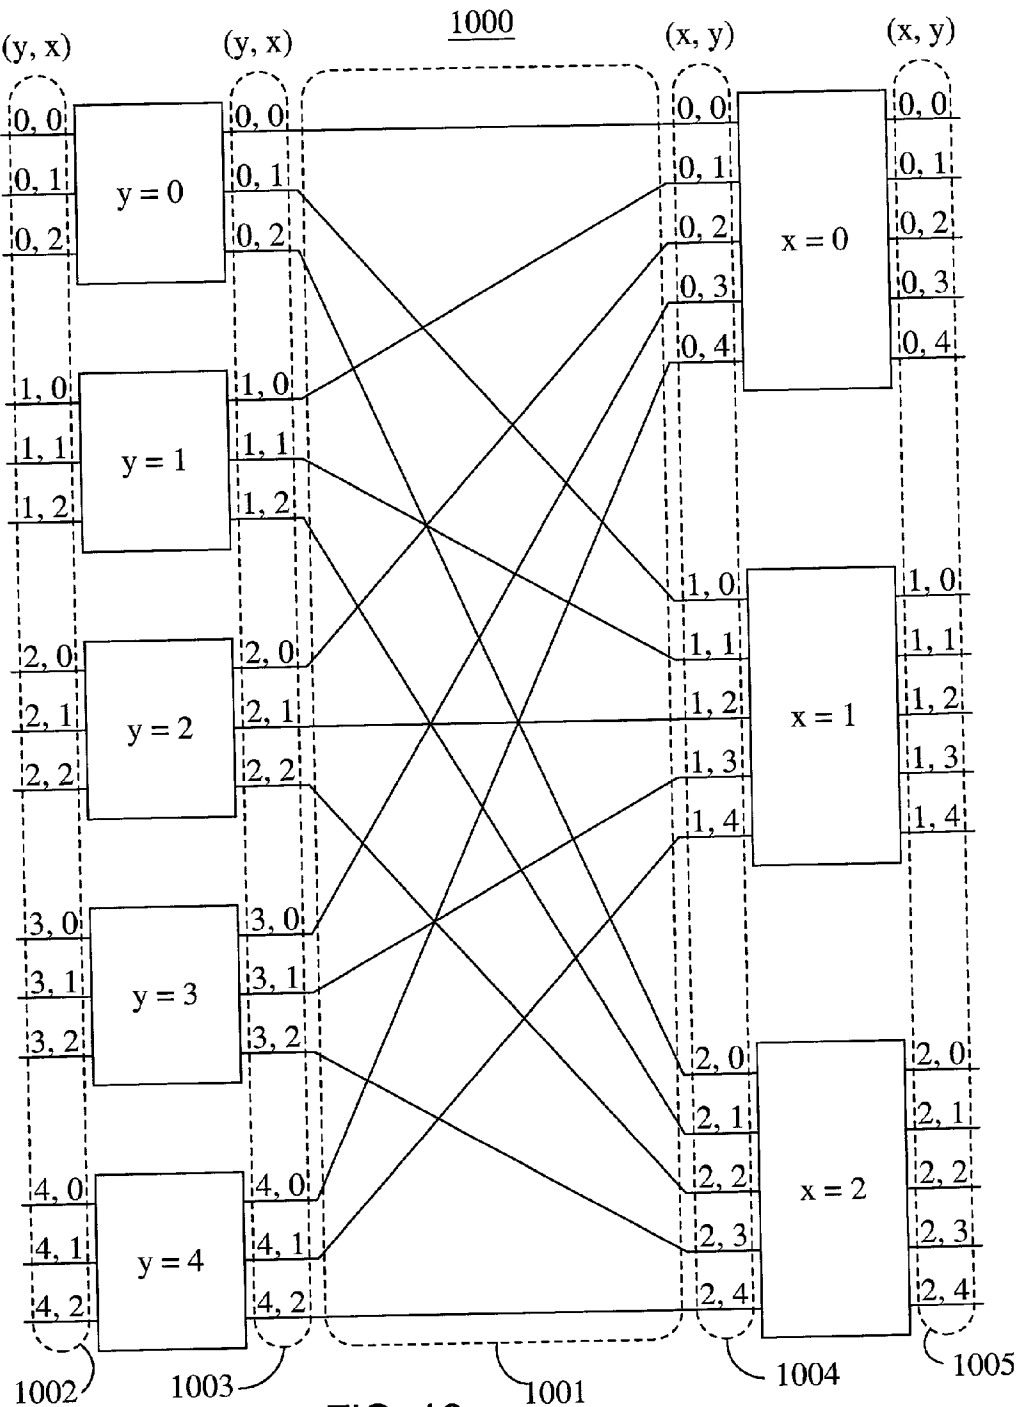 1000
(y, x) (y, x) (x, y) (x, y)
0, 0 0, 0 0, 0 0, 0
0, 1 y = 0 0, 1 0, 1 0, 1
0, 2 0, 2 0, 2 x = 0 0, 2
0, 3 0, 3
0, 4 0, 4
1, 0 1, 0
1, 1 y = 1 1, 1
1, 2 1, 2
1, 0 1, 0
2, 0 2, 0 1, 1 1, 1
2, 1 y = 2 2, 1 1, 2 x = 1 1, 2
2, 2 2, 2 1, 3 1, 3
1, 4 1, 4
3, 0 3, 0
3, 1 y = 3 3, 1
3, 2 3, 2 2, 0 2, 0
2, 1 2, 1
4, 0 4, 0 2, 2 x = 2 2, 2
4, 1 y = 4 4, 1 2, 3 2, 3
4, 2 4, 2 2, 4 2, 4
1002 1003 1001 1004 1005